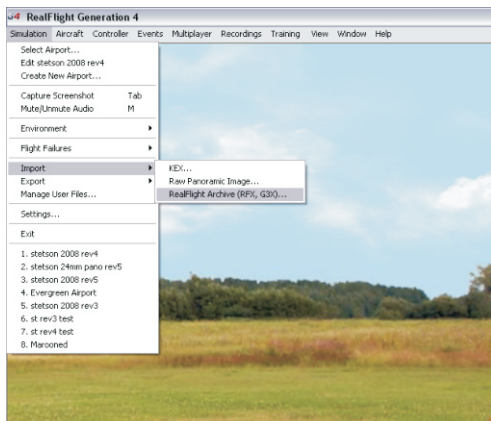 G4 RealFlight Generation 4
Simulation Aircraft Controller Events Multiplayer Recordings Training View Window Help
Select Airport...
Edit stetson 2008 rev4
Create New Airport...
Capture Screenshot Tab
Mute/Unmute Audio M
Environment
Flight Failures
Import
Export
Manage User Files...
KEX...
Raw Panoramic Image...
RealFlight Archive (RFX, G3X)...
Settings...
Exit
1. stetson 2008 rev4
2. stetson 24mm pano rev5
3. stetson 2008 rev5
4. Evergreen Airport
5. stetson 2008 rev3
6. st rev3 test
7. st rev4 test
8. Marooned